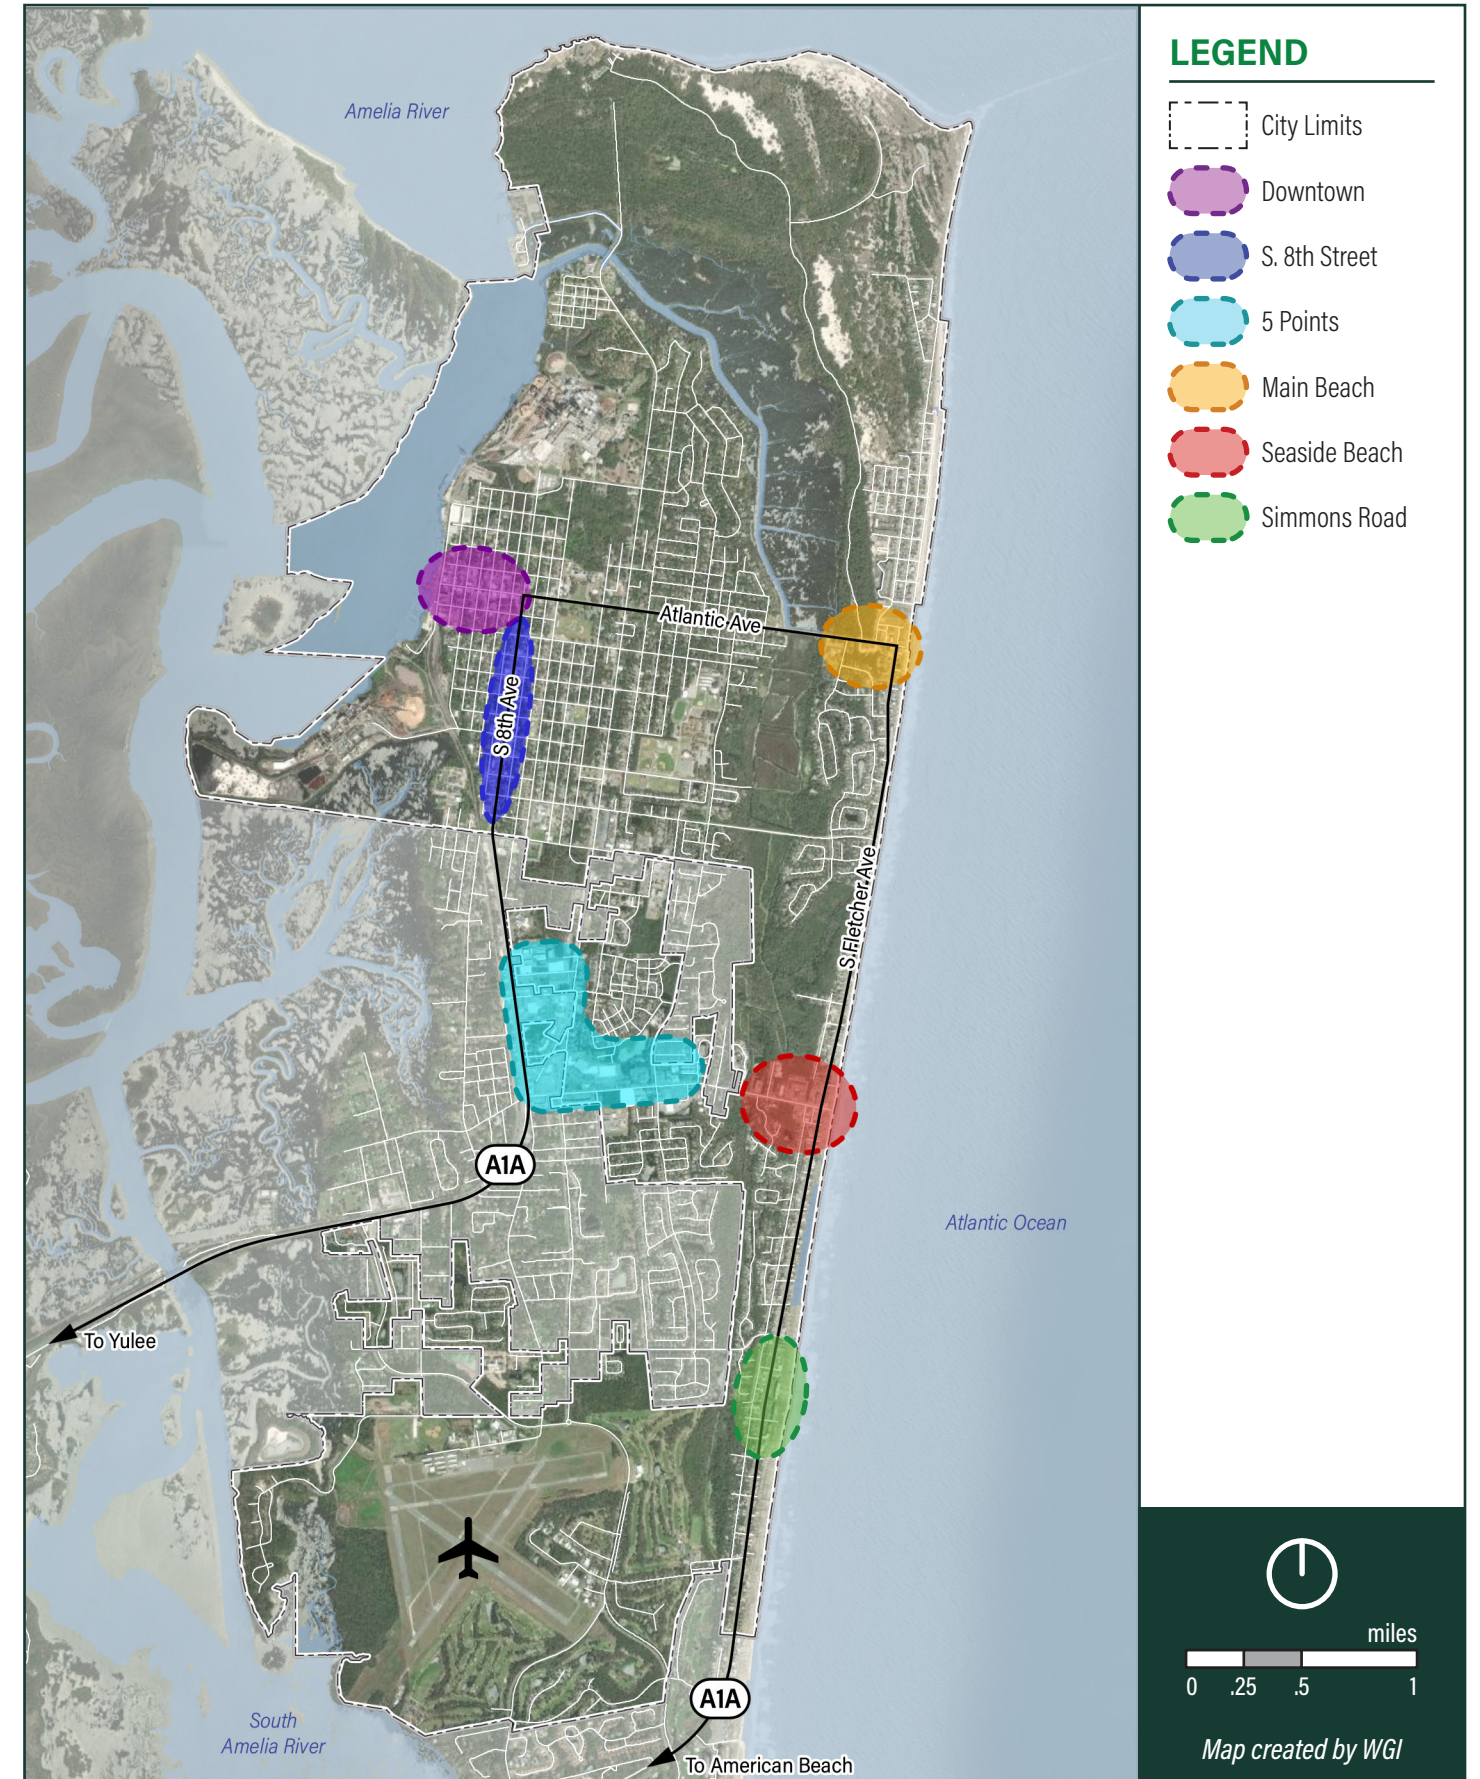 LEGEND
City Limits
Downtown
S. 8th Street
5 Points
Main Beach
Seaside Beach
Simmons Road
Amelia River
Atlantic Ave
S 8th Ave
S Fletcher Ave
A1A
Atlantic Ocean
To Yulee
A1A
South
Amelia River
To American Beach
miles
0 .25 .5 1
Map created by WGI